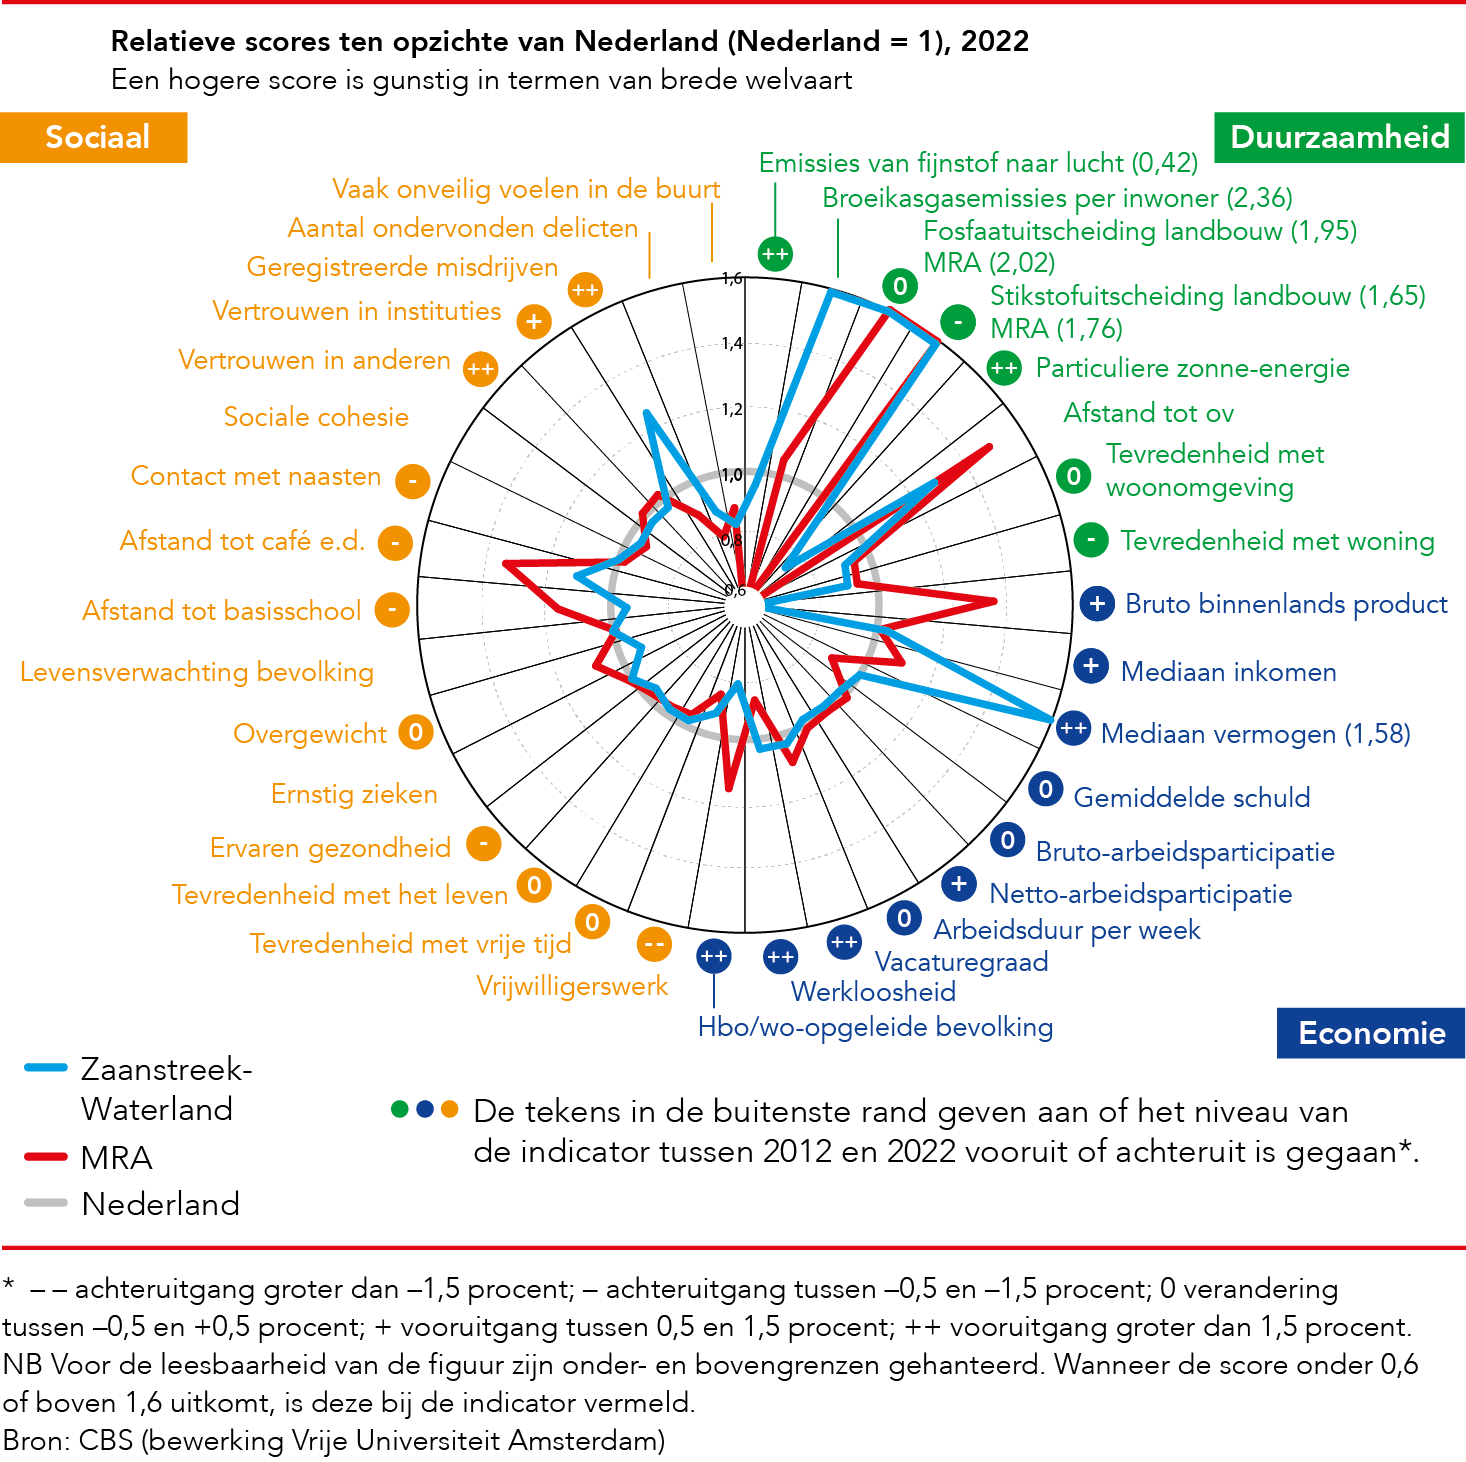 Relatieve scores ten opzichte van Nederland (Nederland = 1), 2022
Een hogere score is gunstig in termen van brede welvaart
Sociaal
Duurzaamheid
Emissies van fijnstof naar lucht (0,42)
Broeikasgasemissies per inwoner (2,36)
Fosfaatuitscheiding landbouw (1,95)
MRA (2,02)
Stikstofuitscheiding landbouw (1,65)
MRA (1,76)
Particuliere zonne-energie
Afstand tot ov
Tevredenheid met
woonomgeving
Tevredenheid met woning
Bruto binnenlands product
Mediaan inkomen
Mediaan vermogen (1,58)
Gemiddelde schuld
Bruto-arbeidsparticipatie
Netto-arbeidsparticipatie
Arbeidsduur per week
Vacaturegraad
Werkloosheid
Hbo/wo-opgeleide bevolking
Economie
Vaak onveilig voelen in de buurt
Aantal ondervonden delicten
Geregistreerde misdrijven
Vertrouwen in instituties
Vertrouwen in anderen
Sociale cohesie
Contact met naasten
Afstand tot café e.d.
Afstand tot basisschool
Levensverwachting bevolking
Overgewicht
Ernstig zieken
Ervaren gezondheid
Tevredenheid met het leven
Tevredenheid met vrije tijd
Vrijwilligerswerk
++
0
-
++
0
-
+
+
++
0
0
+
0
++
++
++
--
0
0
-
0
-
-
-
++
+
++
1,6
1,4
1,2
1,0
0,8
0,6
Zaanstreek-
Waterland
MRA
Nederland
De tekens in de buitenste rand geven aan of het niveau van
de indicator tussen 2012 en 2022 vooruit of achteruit is gegaan*.
* – – achteruitgang groter dan –1,5 procent; – achteruitgang tussen –0,5 en –1,5 procent; 0 verandering
tussen –0,5 en +0,5 procent; + vooruitgang tussen 0,5 en 1,5 procent; ++ vooruitgang groter dan 1,5 procent.
NB Voor de leesbaarheid van de figuur zijn onder- en bovengrenzen gehanteerd. Wanneer de score onder 0,6
of boven 1,6 uitkomt, is deze bij de indicator vermeld.
Bron: CBS (bewerking Vrije Universiteit Amsterdam)